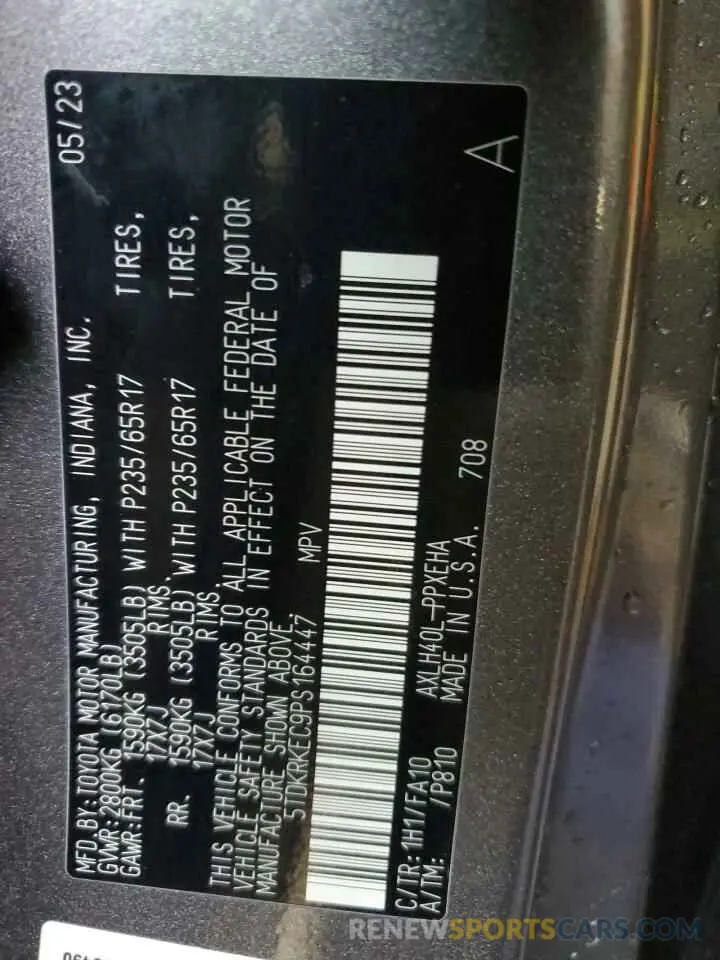 MFD. BY: TOYOTA MOTOR MANUFACTURING, INDIANA, INC. 05/23
GVWR: 2800KG (6170LB)
GAWR: FRT. 1590KG (3505LB) WITH P235/65R17 TIRES,
17X7J RIMS.
RR. 1590KG (3505LB) WITH P235/65R17 TIRES,
17X7J RIMS.
THIS VEHICLE CONFORMS TO ALL APPLICABLE FEDERAL MOTOR
VEHICLE SAFETY STANDARDS IN EFFECT ON THE DATE OF
MANUFACTURE SHOWN ABOVE.
5TDKRKEC9PS164447 MPV
C/TR: 1H1/FA10 AXLH40L-PPXEHA A
A/TM: /P810 MADE IN U.S.A. 708
RENEWSPORTSCARS.COM